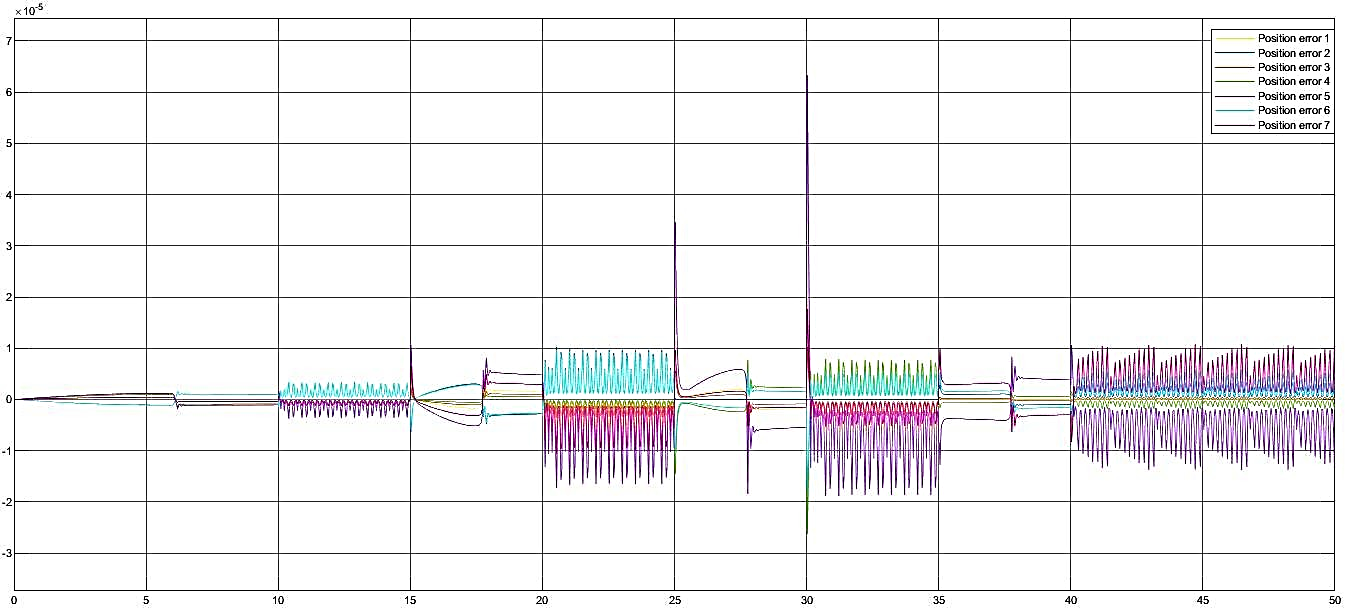 ×10-5
7
6
5
4
3
2
1
0
-1
-2
-3
0 5 10 15 20 25 30 35 40 45 50
Position error 1
Position error 2
Position error 3
Position error 4
Position error 5
Position error 6
Position error 7